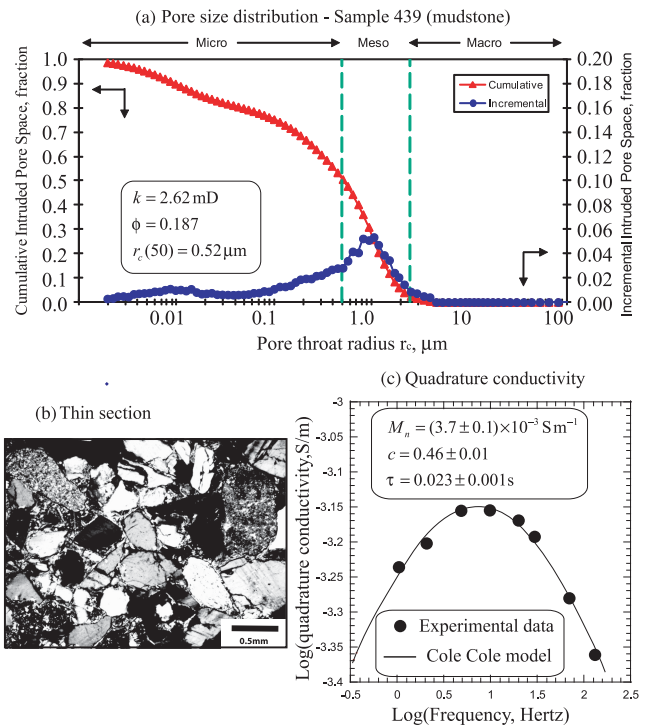 (a) Pore size distribution - Sample 439 (mudstone)
Micro Meso Macro
Cumulative Intruded Pore Space, fraction
1.0
0.9
0.8
0.7
0.6
0.5
0.4
0.3
0.2
0.1
0.0
Cumulative
Incremental
k = 2.62 mD
ϕ = 0.187
r_c(50) = 0.52 μm
0.20
0.18
0.16
0.14
0.12
0.10
0.08
0.06
0.04
0.02
0.00
Incremental Intruded Pore Space, fraction
0.01 0.1 1.0 10 100
Pore throat radius r_c, μm
(b) Thin section
0.5mm
(c) Quadrature conductivity
Log(quadrature conductivity,S/m)
-3
-3.05
-3.1
-3.15
-3.2
-3.25
-3.3
-3.35
-3.4
M_n = (3.7±0.1)×10⁻³ S m⁻¹
c = 0.46±0.01
τ = 0.023±0.001s
Experimental data
Cole Cole model
-0.5 0 0.5 1 1.5 2 2.5
Log(Frequency, Hertz)